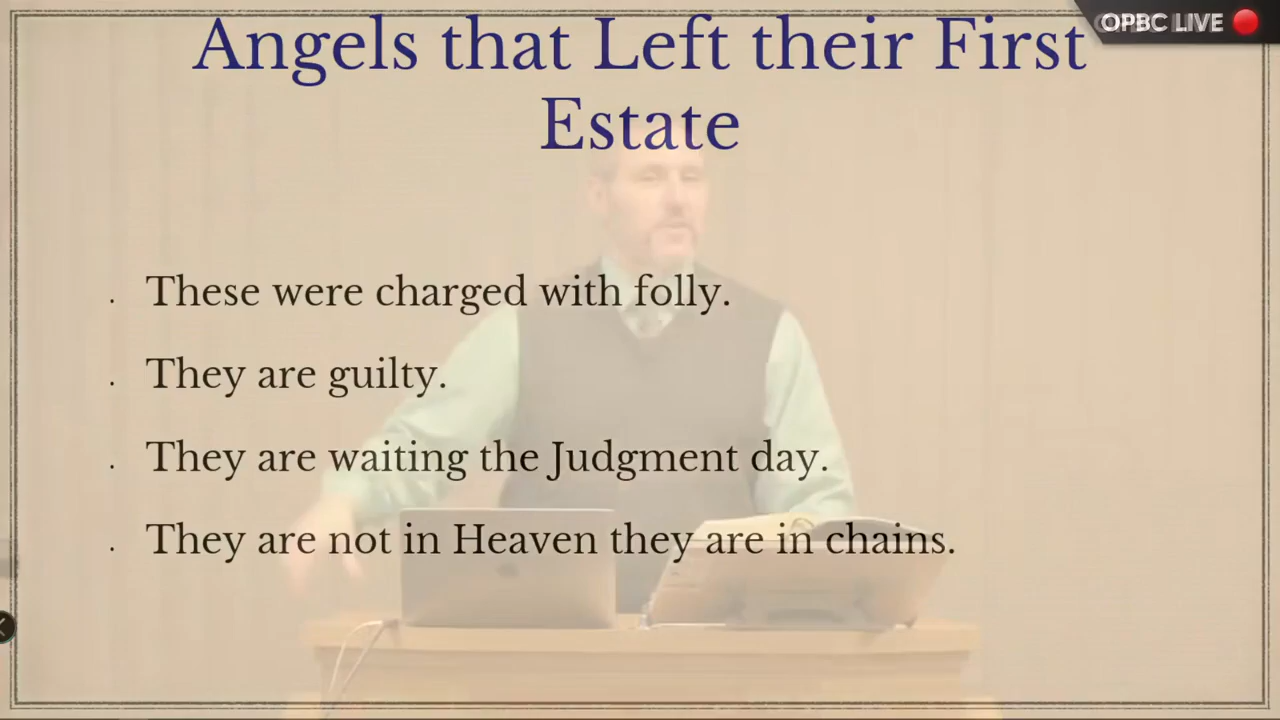 OPBC LIVE
Angels that Left their First
Estate
These were charged with folly.
They are guilty.
They are waiting the Judgment day.
They are not in Heaven they are in chains.